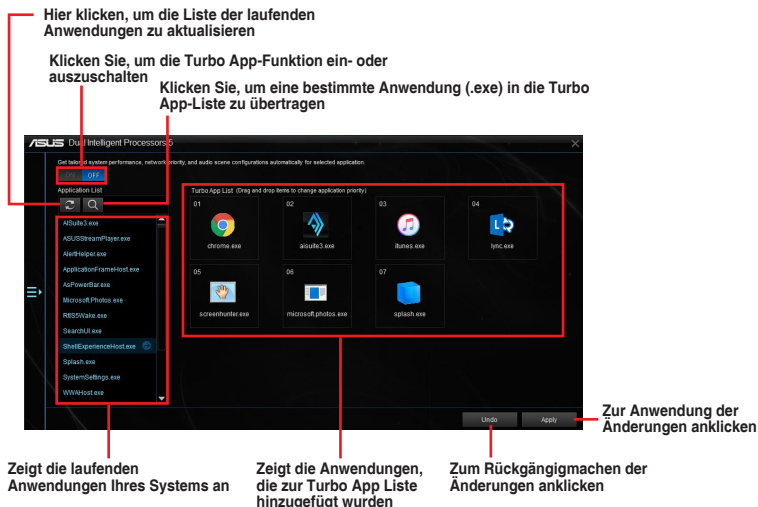 Hier klicken, um die Liste der laufenden
Anwendungen zu aktualisieren
Klicken Sie, um die Turbo App-Funktion ein- oder
auszuschalten
Klicken Sie, um eine bestimmte Anwendung (.exe) in die Turbo
App-Liste zu übertragen
ASUS Dual Intelligent Processors 5
Get tailored system performance, network priority, and audio scene configurations automatically for selected application.
ON OFF
Application List
AISuite3.exe
ASUSStreamPlayer.exe
AlertHelper.exe
ApplicationFrameHost.exe
AsPowerBar.exe
Microsoft.Photos.exe
RtlS5Wake.exe
SearchUI.exe
ShellExperienceHost.exe
Splash.exe
SystemSettings.exe
WWAHost.exe
Turbo App List (Drag and drop items to change application priority)
01
chrome.exe
02
aisuite3.exe
03
itunes.exe
04
lync.exe
05
screenhunter.exe
06
microsoft.photos.exe
07
splash.exe
Undo
Apply
Zur Anwendung der
Änderungen anklicken
Zeigt die laufenden
Anwendungen Ihres Systems an
Zeigt die Anwendungen,
die zur Turbo App Liste
hinzugefügt wurden
Zum Rückgängigmachen der
Änderungen anklicken